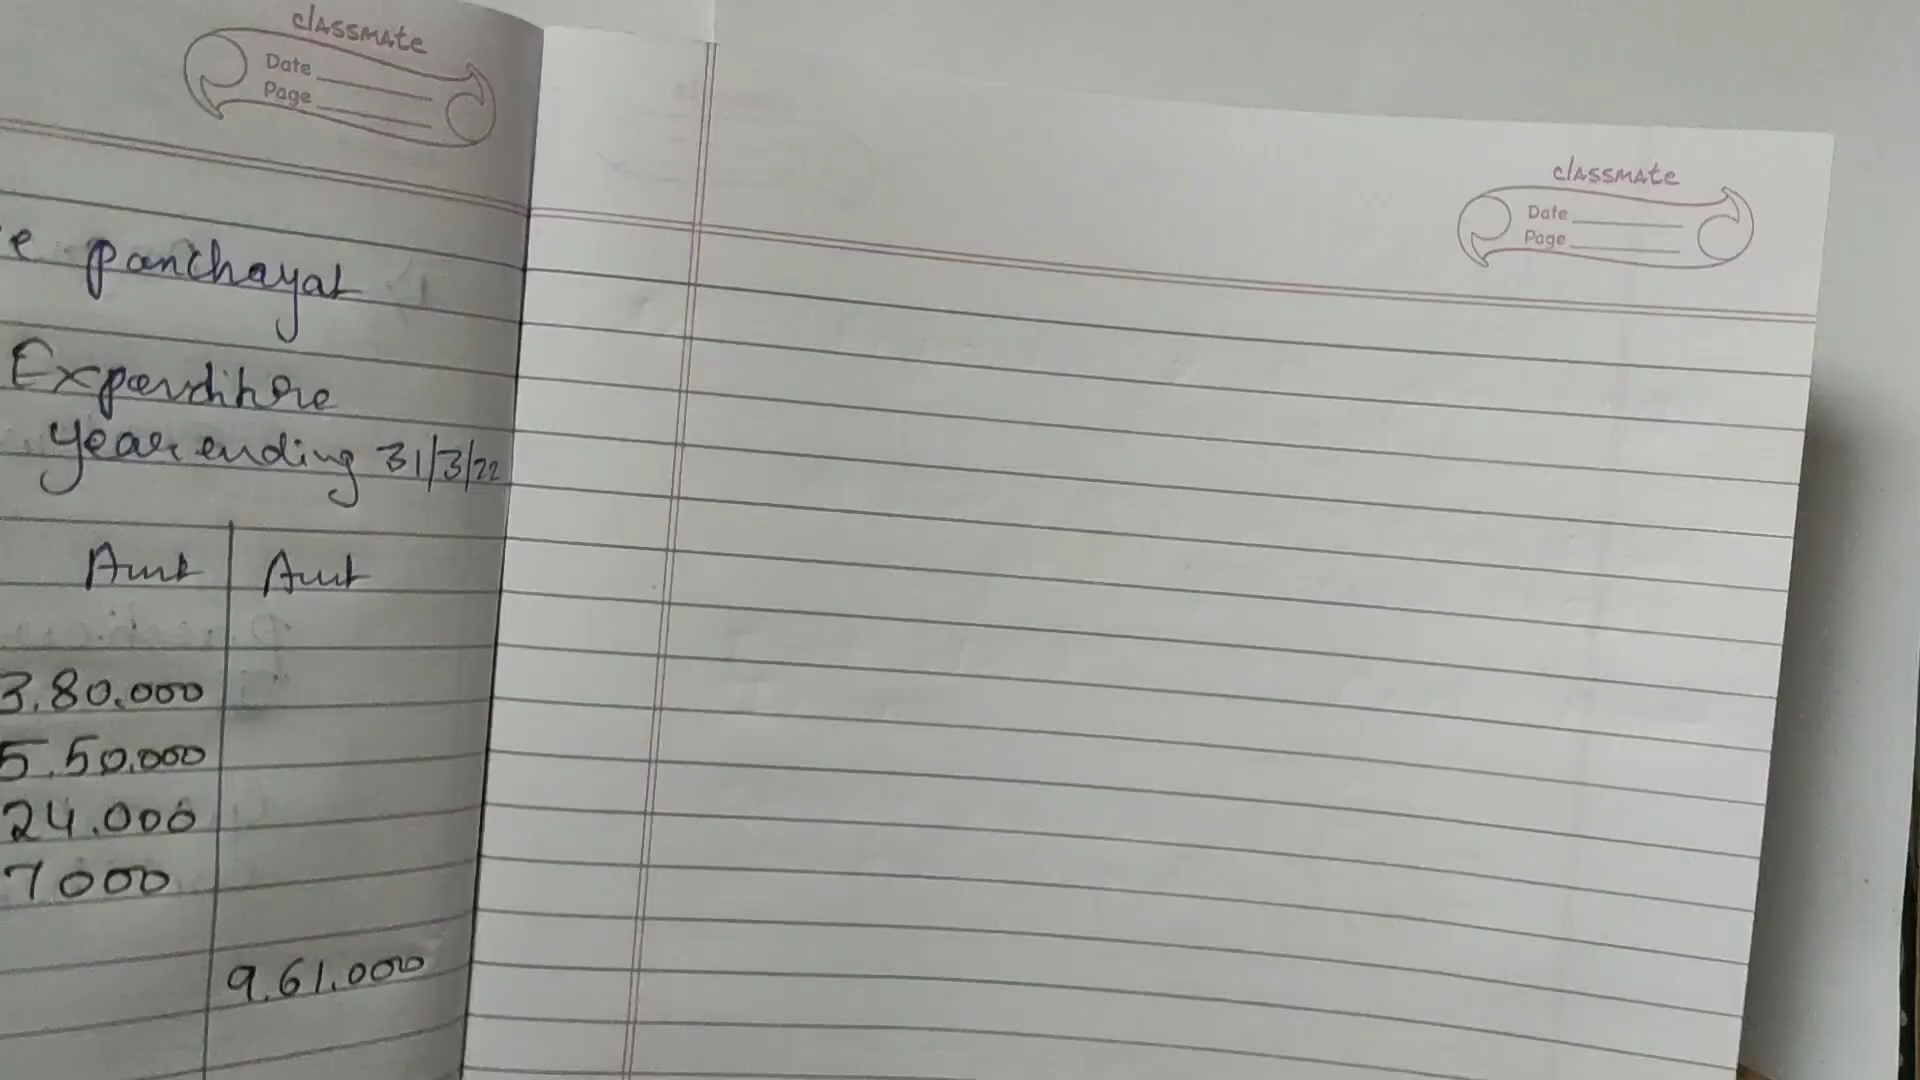 classmate
Date
Page
e panchayat
Expenditure
year ending 31/3/22
Amt Amt
3,80,000
5,50,000
24,000
7000
9,61,000
classmate
Date
Page